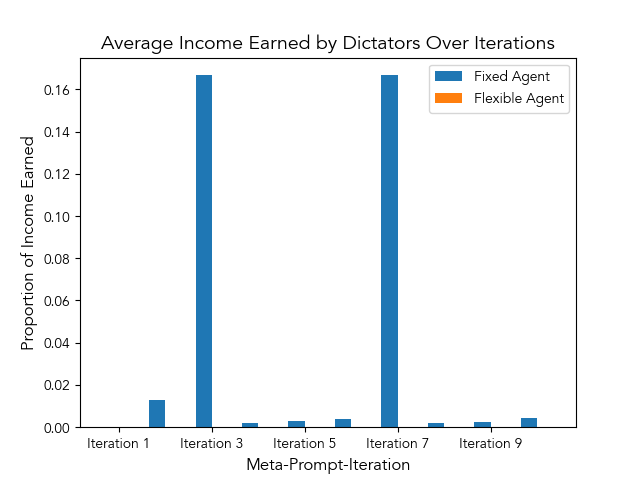 Average Income Earned by Dictators Over Iterations
Fixed Agent
Flexible Agent
Proportion of Income Earned
0.16
0.14
0.12
0.10
0.08
0.06
0.04
0.02
0.00
Iteration 1
Iteration 3
Iteration 5
Iteration 7
Iteration 9
Meta-Prompt-Iteration